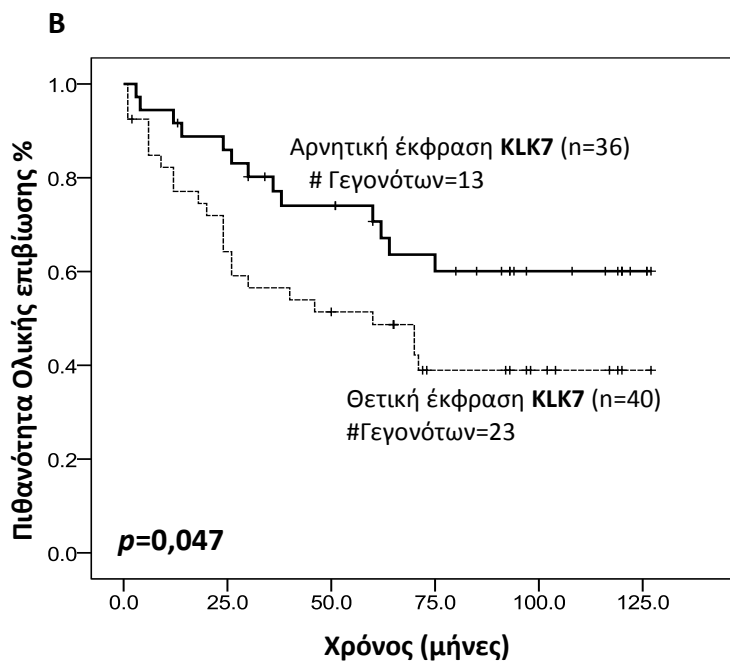 B
Πιθανότητα Ολικής επιβίωσης %
1.0
0.8
0.6
0.4
0.2
0.0
Αρνητική έκφραση KLK7 (n=36)
# Γεγονότων=13
Θετική έκφραση KLK7 (n=40)
#Γεγονότων=23
p=0,047
0.0 25.0 50.0 75.0 100.0 125.0
Χρόνος (μήνες)